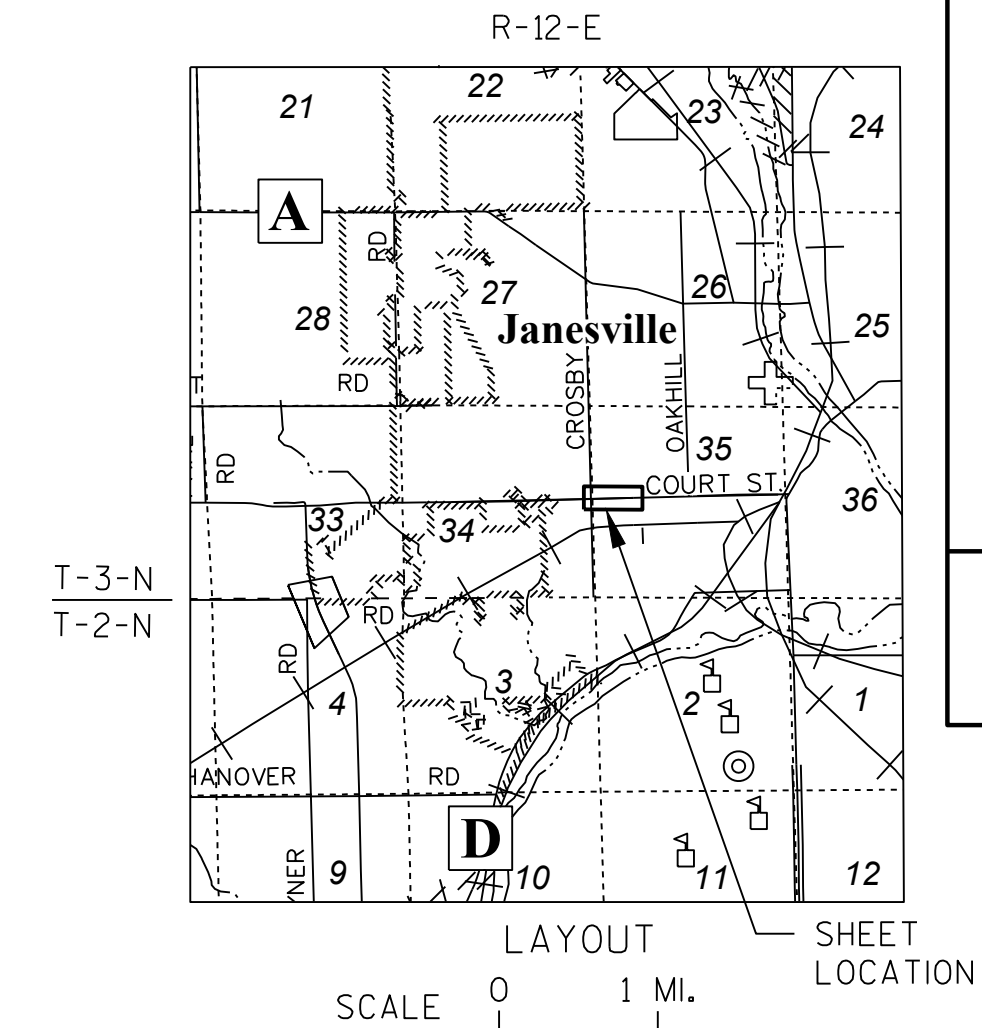 R-12-E
21
22
23
24
A
RD
28
27
26
25
Janesville
RD
CROSBY
OAKHILL
RD
35
COURT ST.
36
33
34
T-3-N
T-2-N
RD
RD
4
3
2
1
HANOVER
RD
D
NER
9
10
11
12
LAYOUT
SHEET
LOCATION
SCALE
0
1 MI.